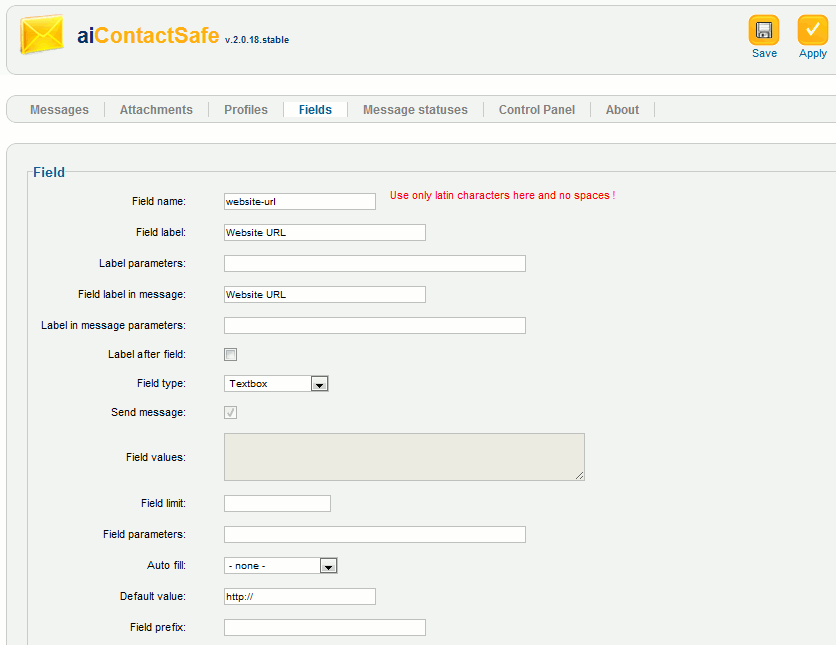 aiContactSafe v.2.0.18.stable
Save Apply
Messages Attachments Profiles Fields Message statuses Control Panel About
Field
Field name: website-url Use only latin characters here and no spaces !
Field label: Website URL
Label parameters:
Field label in message: Website URL
Label in message parameters:
Label after field:
Field type: Textbox
Send message:
Field values:
Field limit:
Field parameters:
Auto fill: - none -
Default value: http://
Field prefix: